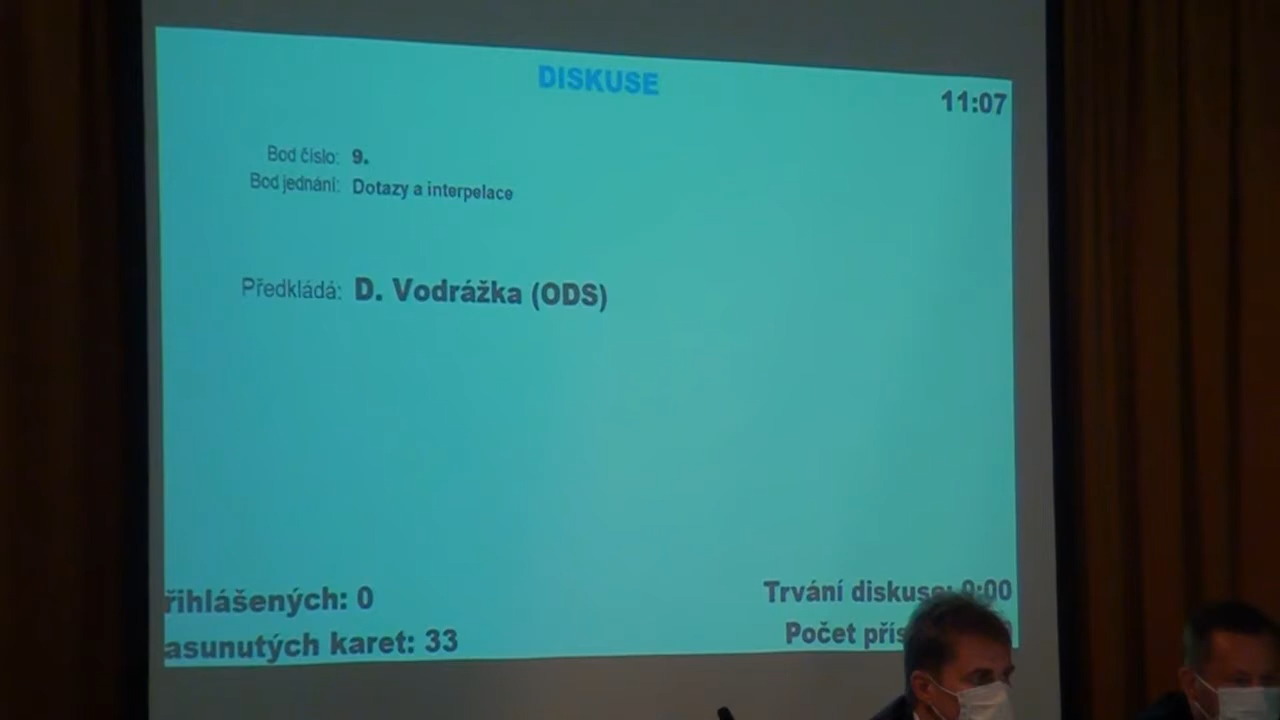 DISKUSE
11:07
Bod číslo: 9.
Bod jednání: Dotazy a interpelace
Předkládá: D. Vodrážka (ODS)
řihlášených: 0
Trvání diskuse: 0:00
asunutých karet: 33
Počet přís